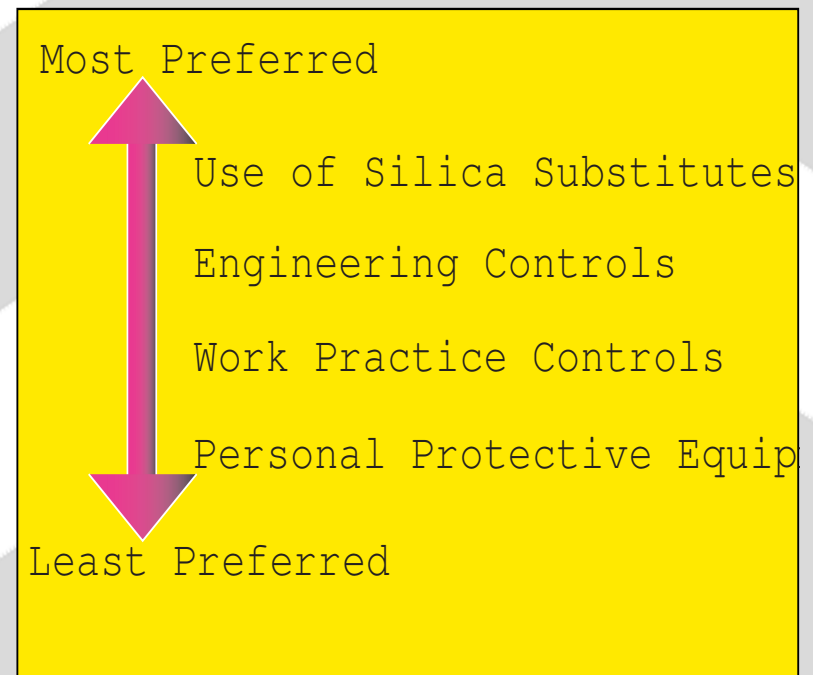 Most Preferred
Use of Silica Substitutes
Engineering Controls
Work Practice Controls
Personal Protective Equip
Least Preferred